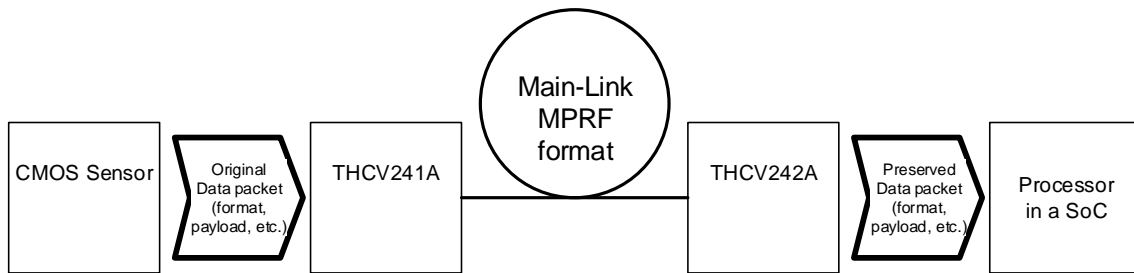 CMOS Sensor
Original
Data packet
(format,
payload, etc.)
THCV241A
Main-Link
MPRF
format
THCV242A
Preserved
Data packet
(format,
payload, etc.)
Processor
in a SoC